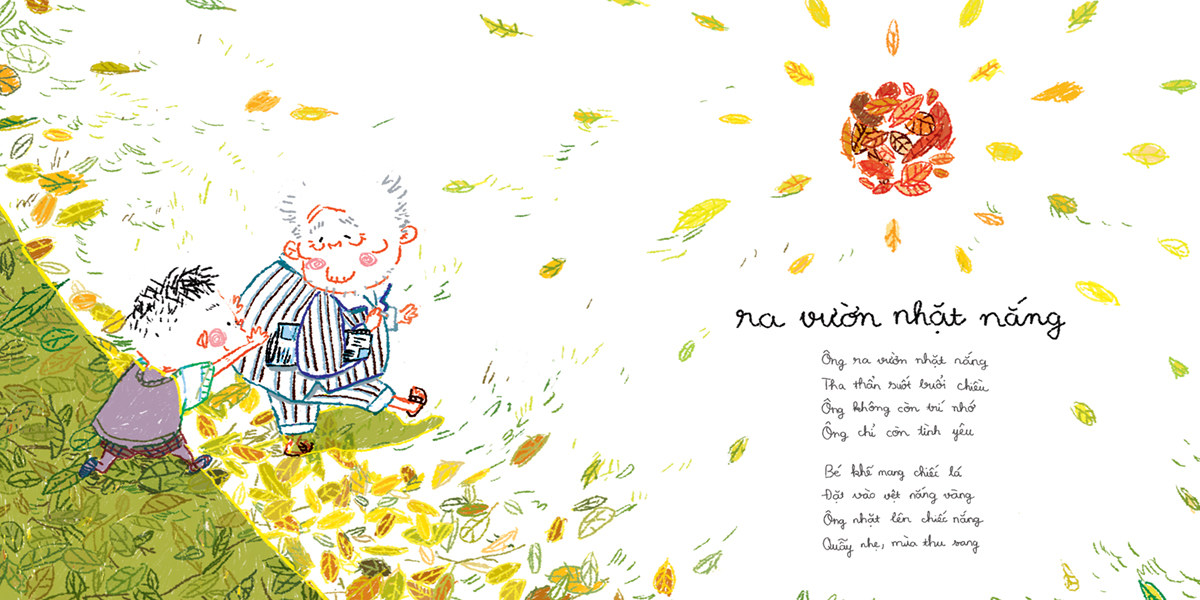 ra vườn nhặt nắng
Ông ra vườn nhặt nắng
Tha thẩn suốt buổi chiều
Ông không còn trí nhớ
Ông chỉ còn tình yêu
Bé khẽ mang chiếc lá
Đặt vào vệt nắng vàng
Ông nhặt lên chiếc nắng
Quẫy nhẹ, mùa thu sang